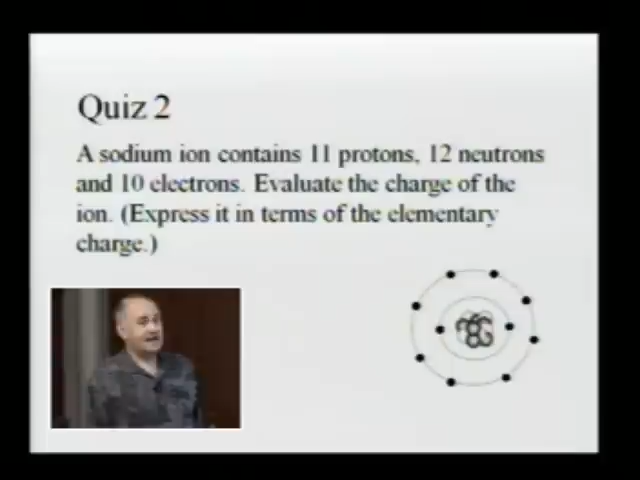 Quiz 2
A sodium ion contains 11 protons, 12 neutrons
and 10 electrons. Evaluate the charge of the
ion. (Express it in terms of the elementary
charge.)